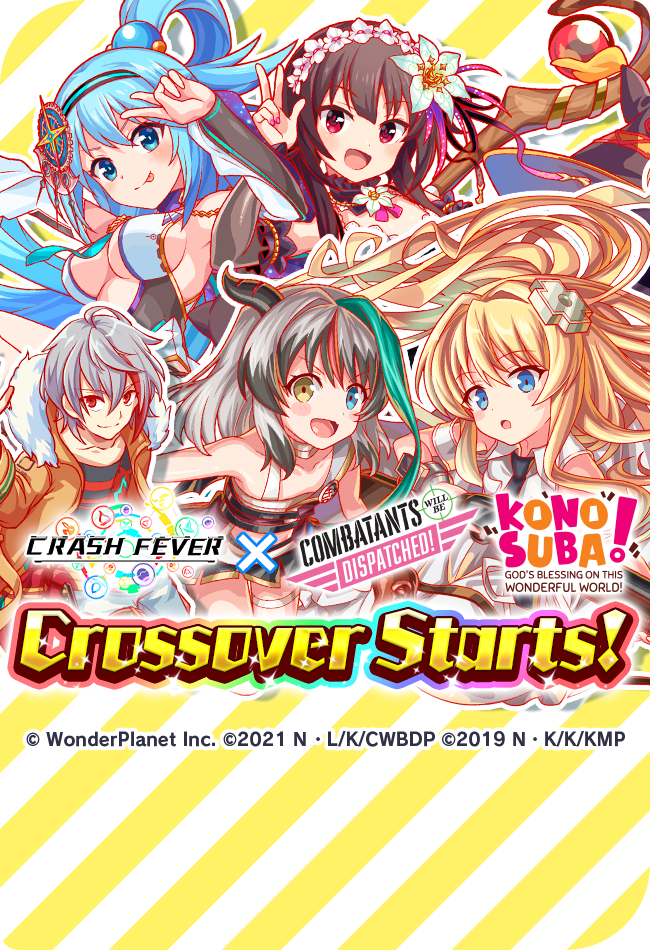 CRASH FEVER
×
COMBATANTS
WILL BE
DISPATCHED!
"KONO
SUBA!"
GOD'S BLESSING ON THIS
WONDERFUL WORLD!
Crossover Starts!
© WonderPlanet Inc. ©2021 N・L/K/CWBDP ©2019 N・K/K/KMP